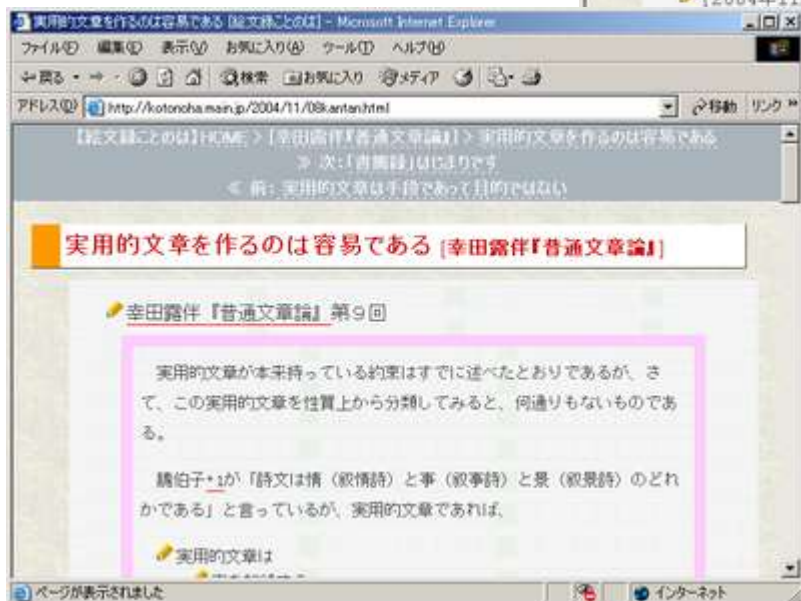 [2004年11
実用的文章を作るのは容易である [絵文録ことのは] - Microsoft Internet Explorer
ファイル(F) 編集(E) 表示(V) お気に入り(A) ツール(T) ヘルプ(H)
戻る 検索 お気に入り メディア
アドレス(D) http://kotonoha.main.jp/2004/11/08kantan.html 移動 リンク »
【絵文録ことのは】HOME > [幸田露伴『普通文章論』] > 実用的文章を作るのは容易である
≫ 次:「書籍録」はじまりです
≪ 前: 実用的文章は手段であって目的ではない
実用的文章を作るのは容易である [幸田露伴『普通文章論』]
幸田露伴『普通文章論』第9回
実用的文章が本来持っている約束はすでに述べたとおりであるが、さ
て、この実用的文章を性質上から分類してみると、何通りもないものであ
る。
伯子*1が「詩文は情(叙情詩)と事(叙事詩)と景(叙景詩)のどれ
かである」と言っているが、実用的文章であれば、
実用的文章は
ページが表示されました インターネット